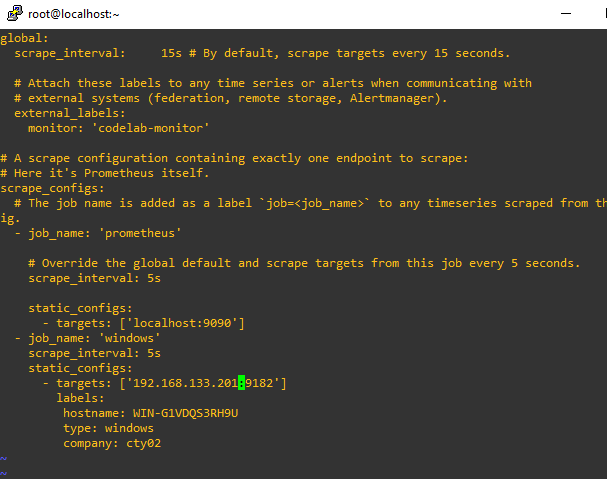 root@localhost:~
global:
  scrape_interval:     15s # By default, scrape targets every 15 seconds.

  # Attach these labels to any time series or alerts when communicating with
  # external systems (federation, remote storage, Alertmanager).
  external_labels:
    monitor: 'codelab-monitor'

# A scrape configuration containing exactly one endpoint to scrape:
# Here it's Prometheus itself.
scrape_configs:
  # The job name is added as a label `job=<job_name>` to any timeseries scraped from th
ig.
  - job_name: 'prometheus'

    # Override the global default and scrape targets from this job every 5 seconds.
    scrape_interval: 5s

    static_configs:
      - targets: ['localhost:9090']
  - job_name: 'windows'
    scrape_interval: 5s
    static_configs:
      - targets: ['192.168.133.201:9182']
        labels:
         hostname: WIN-G1VDQS3RH9U
         type: windows
         company: cty02
~
~